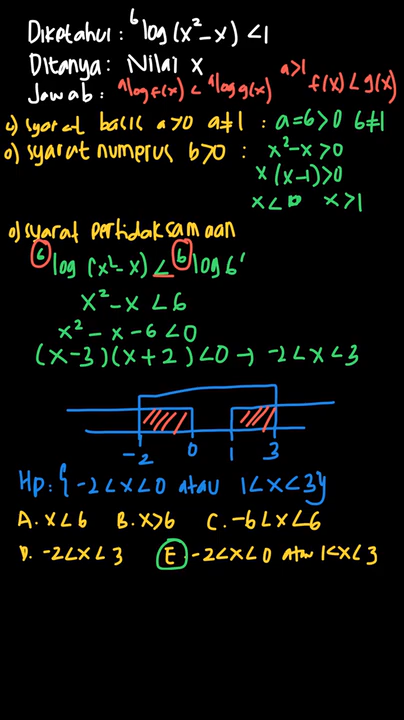 Diketahui : ⁶log(x²-x) <1
Ditanya: Nilai x
Jawab : ᵃlog f(x) < ᵃlog g(x) a>1 f(x) < g(x)
o) syarat basis a>0 a≠1 : a=6>0 6≠1
o) syarat numerus b>0 : x²-x>0
x(x-1)>0
x<0 x>1
o) syarat pertidaksamaan
⁶log (x²-x) < ⁶log 6¹
x²-x <6
x²-x-6<0
(x-3)(x+2)<0 → -2<x<3
-2 0 1 3
Hp: { -2<x<0 atau 1<x<3}
A. x<6 B. x>6 C. -6<x<6
D. -2<x<3 E -2<x<0 atau 1<x<3